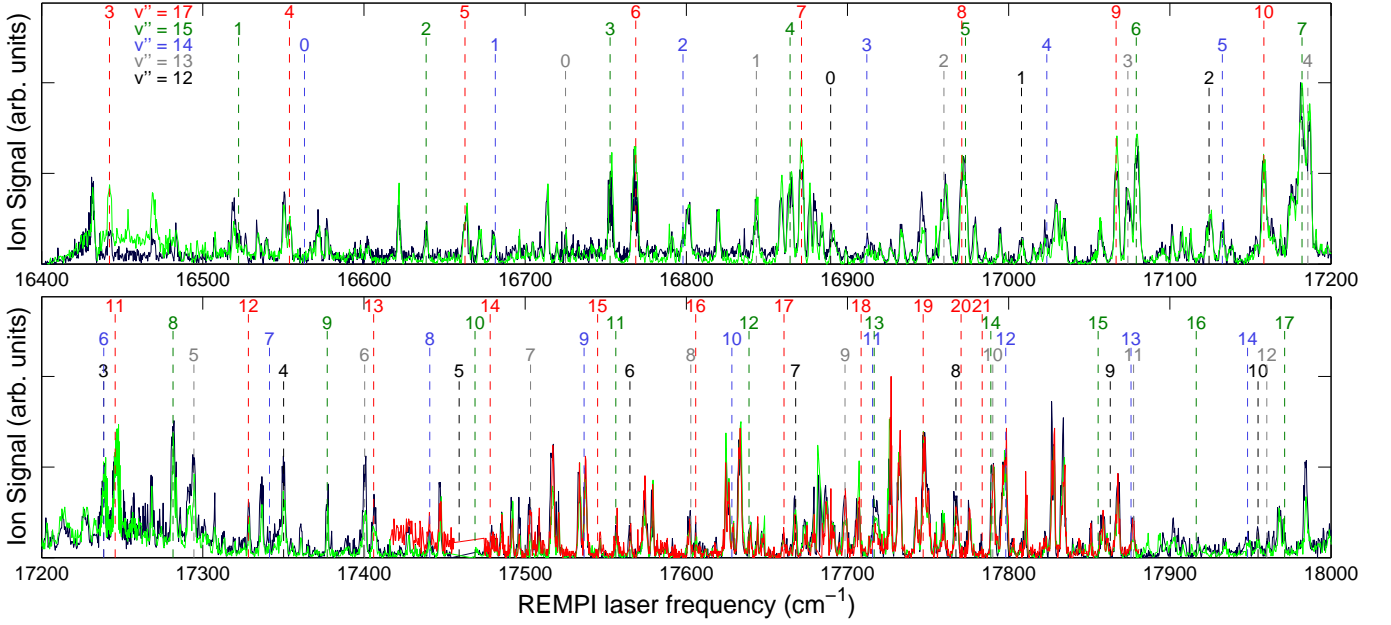 3 v'' = 17 4 5 6 7 8 9 10
v'' = 15 1 2 3 4 5 6 7
v'' = 14 0 1 2 3 4 5
v'' = 13 0 1 2 3 4
v'' = 12 0 1 2
Ion Signal (arb. units)
16400 16500 16600 16700 16800 16900 17000 17100 17200
11 12 13 14 15 16 17 18 19 20 21
8 9 10 11 12 13 14 15 16 17
6 7 8 9 10 11 12 13 14
5 6 7 8 9 10 11 12
3 4 5 6 7 8 9 10
Ion Signal (arb. units)
17200 17300 17400 17500 17600 17700 17800 17900 18000
REMPI laser frequency (cm⁻¹)